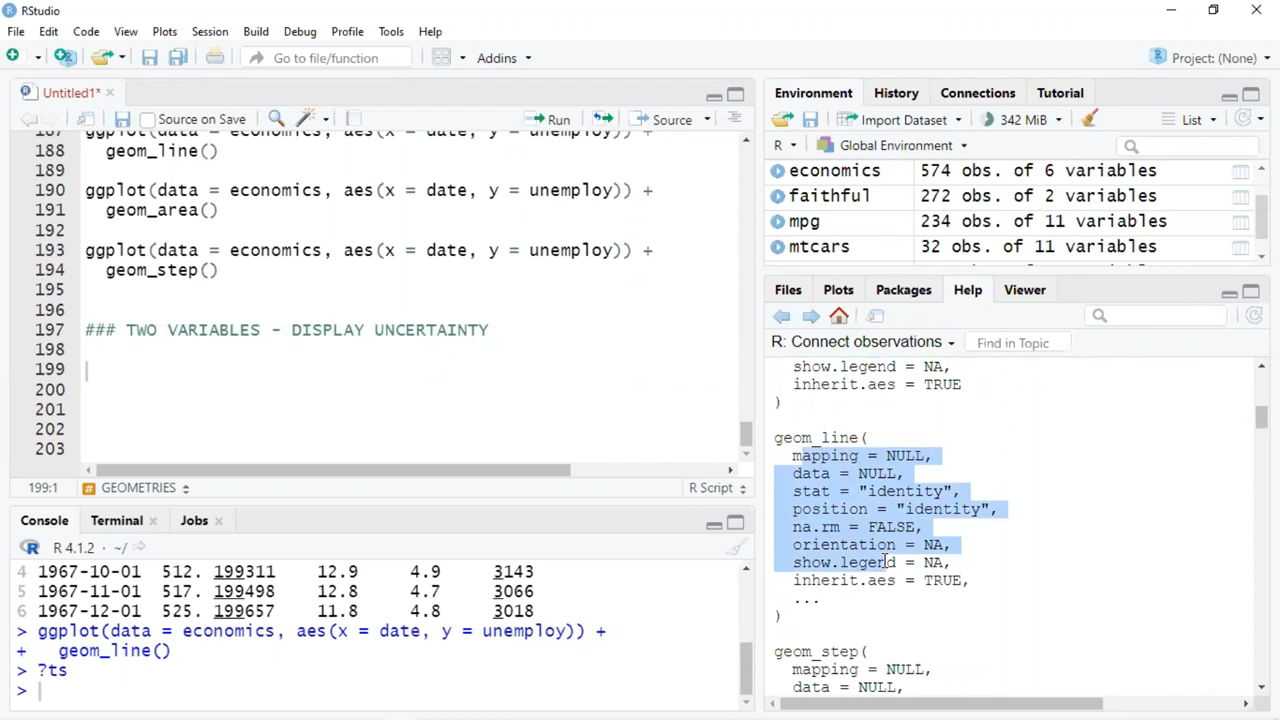 RStudio
File Edit Code View Plots Session Build Debug Profile Tools Help
Go to file/function Addins Project: (None)
Untitled1*
Source on Save Run Source
187 ggplot(data = economics, aes(x = date, y = unemploy)) +
188 geom_line()
189
190 ggplot(data = economics, aes(x = date, y = unemploy)) +
191 geom_area()
192
193 ggplot(data = economics, aes(x = date, y = unemploy)) +
194 geom_step()
195
196
197 ### TWO VARIABLES - DISPLAY UNCERTAINTY
198
199
200
201
202
203
199:1 # GEOMETRIES R Script
Console Terminal Jobs
R R 4.1.2 · ~/
4 1967-10-01 512. 199311 12.9 4.9 3143
5 1967-11-01 517. 199498 12.8 4.7 3066
6 1967-12-01 525. 199657 11.8 4.8 3018
> ggplot(data = economics, aes(x = date, y = unemploy)) +
+ geom_line()
> ?ts
>
Environment History Connections Tutorial
Import Dataset 342 MiB List
R Global Environment
economics 574 obs. of 6 variables
faithful 272 obs. of 2 variables
mpg 234 obs. of 11 variables
mtcars 32 obs. of 11 variables
Files Plots Packages Help Viewer
R: Connect observations Find in Topic
show.legend = NA,
inherit.aes = TRUE
)
geom_line(
mapping = NULL,
data = NULL,
stat = "identity",
position = "identity",
na.rm = FALSE,
orientation = NA,
show.legend = NA,
inherit.aes = TRUE,
...
)
geom_step(
mapping = NULL,
data = NULL,